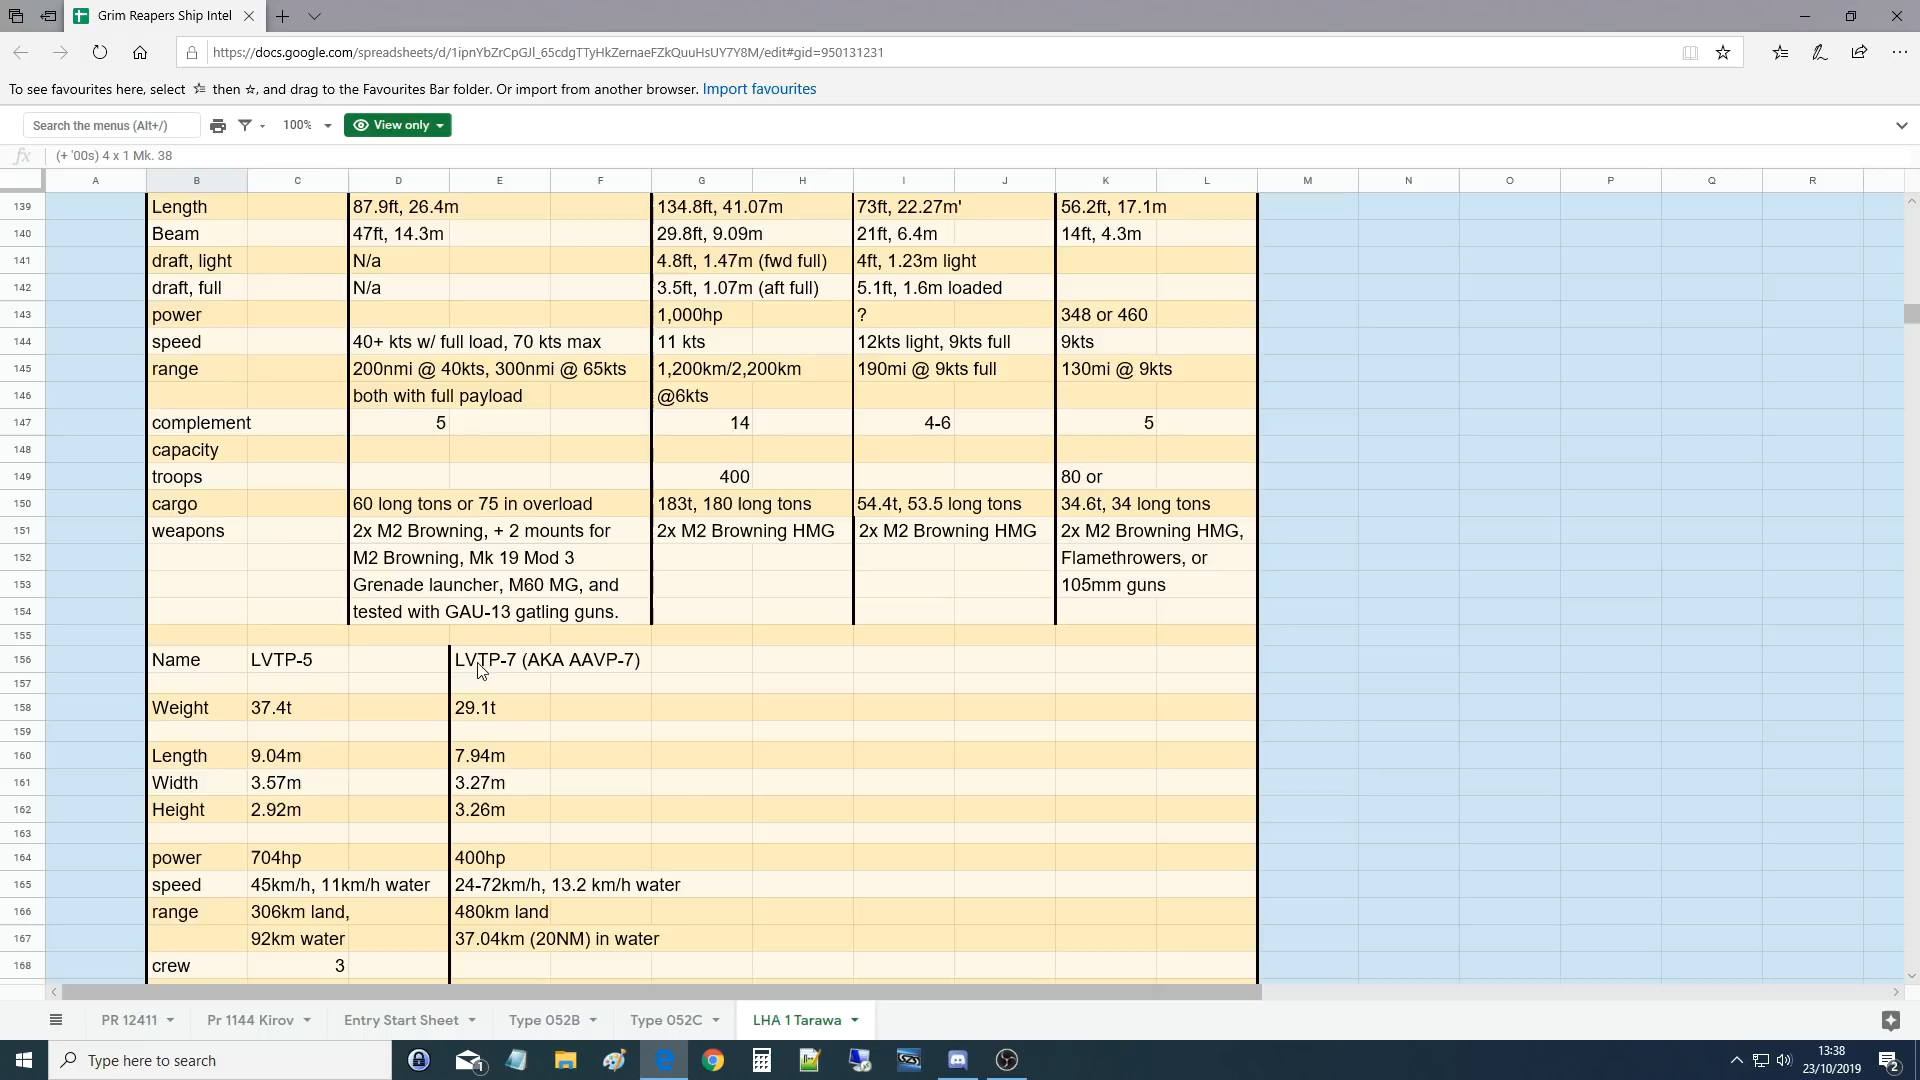 Grim Reapers Ship Intel
https://docs.google.com/spreadsheets/d/1ipnYbZrCpGJl_65cdgTTyHkZernaeFZkQuuHsUY7Y8M/edit#gid=950131231
To see favourites here, select then ☆, and drag to the Favourites Bar folder. Or import from another browser. Import favourites
Search the menus (Alt+/) 100% View only
fx (+ '00s) 4 x 1 Mk. 38
A B C D E F G H I J K L M N O P Q R
139 Length 87.9ft, 26.4m 134.8ft, 41.07m 73ft, 22.27m' 56.2ft, 17.1m
140 Beam 47ft, 14.3m 29.8ft, 9.09m 21ft, 6.4m 14ft, 4.3m
141 draft, light N/a 4.8ft, 1.47m (fwd full) 4ft, 1.23m light
142 draft, full N/a 3.5ft, 1.07m (aft full) 5.1ft, 1.6m loaded
143 power 1,000hp ? 348 or 460
144 speed 40+ kts w/ full load, 70 kts max 11 kts 12kts light, 9kts full 9kts
145 range 200nmi @ 40kts, 300nmi @ 65kts 1,200km/2,200km 190mi @ 9kts full 130mi @ 9kts
146 both with full payload @6kts
147 complement 5 14 4-6 5
148 capacity
149 troops 400 80 or
150 cargo 60 long tons or 75 in overload 183t, 180 long tons 54.4t, 53.5 long tons 34.6t, 34 long tons
151 weapons 2x M2 Browning, + 2 mounts for 2x M2 Browning HMG 2x M2 Browning HMG 2x M2 Browning HMG,
152 M2 Browning, Mk 19 Mod 3 Flamethrowers, or
153 Grenade launcher, M60 MG, and 105mm guns
154 tested with GAU-13 gatling guns.
155
156 Name LVTP-5 LVTP-7 (AKA AAVP-7)
157
158 Weight 37.4t 29.1t
159
160 Length 9.04m 7.94m
161 Width 3.57m 3.27m
162 Height 2.92m 3.26m
163
164 power 704hp 400hp
165 speed 45km/h, 11km/h water 24-72km/h, 13.2 km/h water
166 range 306km land, 480km land
167 92km water 37.04km (20NM) in water
168 crew 3
PR 12411 Pr 1144 Kirov Entry Start Sheet Type 052B Type 052C LHA 1 Tarawa
Type here to search 1 13:38
23/10/2019 2